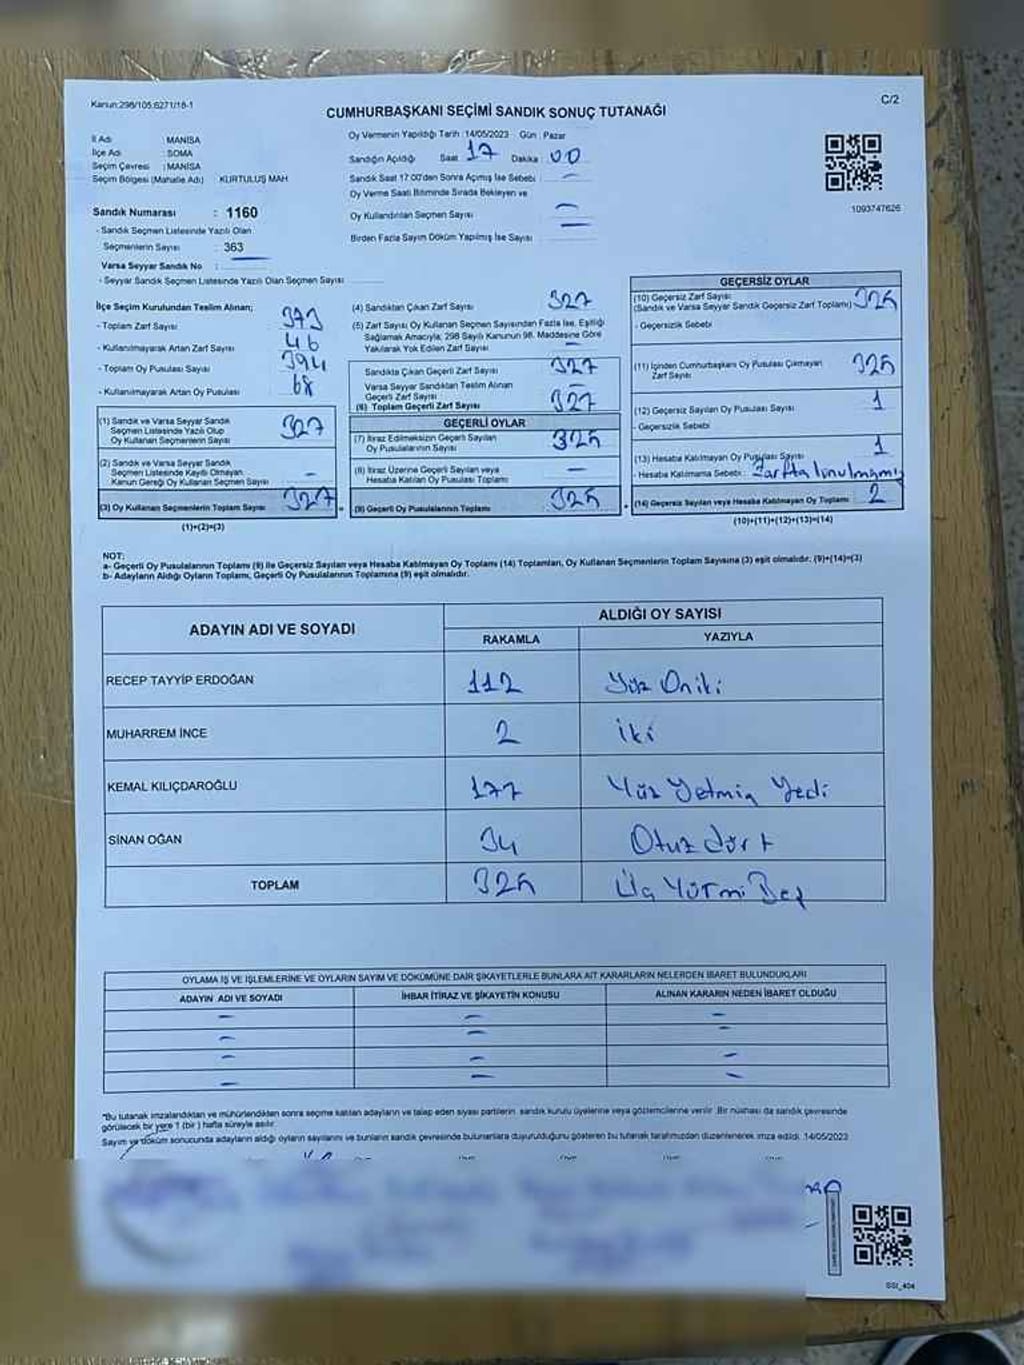 Kanun:298/105.6271/18-1
C/2
CUMHURBAŞKANI SEÇİMİ SANDIK SONUÇ TUTANAĞI
İl Adı : MANİSA
İlçe Adı : SOMA
Seçim Çevresi : MANİSA
Seçim Bölgesi (Mahalle Adı) KURTULUŞ MAH.
Sandık Numarası : 1160
- Sandık Seçmen Listesinde Yazılı Olan
Seçmenlerin Sayısı : 363
Varsa Seyyar Sandık No :
- Seyyar Sandık Seçmen Listesinde Yazılı Olan Seçmen Sayısı
Oy Vermenin Yapıldığı Tarih :14/05/2023 Gün : Pazar
Sandığın Açıldığı Saat 17 Dakika : 00
Sandık Saat 17:00'den Sonra Açılmış İse Sebebi –
Oy Verme Saati Bitiminde Sırada Bekleyen ve
Oy Kullandırılan Seçmen Sayısı –
Birden Fazla Sayım Döküm Yapılmış İse Sayısı –
1093747626
İlçe Seçim Kurulundan Teslim Alınan;
- Toplam Zarf Sayısı : 373
- Kullanılmayarak Artan Zarf Sayısı : 46
- Toplam Oy Pusulası Sayısı : 394
- Kullanılmayarak Artan Oy Pusulası : 68
(1) Sandık ve Varsa Seyyar Sandık
Seçmen Listesinde Yazılı Olup
Oy Kullanan Seçmenlerin Sayısı 327
(2) Sandık ve Varsa Seyyar Sandık
Seçmen Listesinde Kayıtlı Olmayan
Kanun Gereği Oy Kullanan Seçmen Sayısı –
(3) Oy Kullanan Seçmenlerin Toplam Sayısı 327
(1)+(2)=(3)
(4) Sandıktan Çıkan Zarf Sayısı 327
(5) Zarf Sayısı Oy Kullanan Seçmen Sayısından Fazla İse, Eşitliği
Sağlamak Amacıyla; 298 Sayılı Kanunun 98. Maddesine Göre
Yakılarak Yok Edilen Zarf Sayısı –
Sandıkta Çıkan Geçerli Zarf Sayısı 327
Varsa Seyyar Sandıktan Teslim Alınan
Geçerli Zarf Sayısı –
(6) Toplam Geçerli Zarf Sayısı 327
GEÇERLİ OYLAR
(7) İtiraz Edilmeksizin Geçerli Sayılan
Oy Pusulalarının Sayısı 325
(8) İtiraz Üzerine Geçerli Sayılan veya
Hesaba Katılan Oy Pusulası Toplamı –
(9) Geçerli Oy Pusulalarının Toplamı 325
GEÇERSİZ OYLAR
(10) Geçersiz Zarf Sayısı
(Sandık ve Varsa Seyyar Sandık Geçersiz Zarf Toplamı) 325
- Geçersizlik Sebebi
(11) İçinden Cumhurbaşkanı Oy Pusulası Çıkmayan
Zarf Sayısı 325
(12) Geçersiz Sayılan Oy Pusulası Sayısı 1
- Geçersizlik Sebebi
(13) Hesaba Katılmayan Oy Pusulası Sayısı 1
- Hesaba Katılmama Sebebi : Zarfta
(14) Geçersiz Sayılan veya Hesaba Katılmayan Oy Toplamı 2
(10)+(11)+(12)+(13)=(14)
NOT:
a- Geçerli Oy Pusulalarının Toplamı (9) ile Geçersiz Sayılan veya Hesaba Katılmayan Oy Toplamı (14) Toplamları, Oy Kullanan Seçmenlerin Toplam Sayısına (3) eşit olmalıdır. (9)+(14)=(3)
b- Adayların Aldığı Oyların Toplamı, Geçerli Oy Pusulalarının Toplamına (9) eşit olmalıdır.
ADAYIN ADI VE SOYADI
ALDIĞI OY SAYISI
RAKAMLA YAZIYLA
RECEP TAYYİP ERDOĞAN 112 Yüz Oniki
MUHARREM İNCE 2 iki
KEMAL KILIÇDAROĞLU 177 Yüz Yetmiş Yedi
SİNAN OĞAN 34 Otuz dört
TOPLAM 325 Üç Yürmi Beş
OYLAMA İŞ VE İŞLEMLERİNE VE OYLARIN SAYIM VE DÖKÜMÜNE DAİR ŞİKAYETLERLE BUNLARA AİT KARARLARIN NELERDEN İBARET BULUNDUKLARI
ADAYIN ADI VE SOYADI İHBAR İTİRAZ VE ŞİKAYETİN KONUSU ALINAN KARARIN NEDEN İBARET OLDUĞU
– – –
– – –
– – –
– – –
*Bu tutanak imzalandıktan ve mühürlendikten sonra seçime katılan adayların ve talep eden siyasi partilerin, sandık kurulu üyelerine veya gözlemcilerine verilir. Bir nüshası da sandık çevresinde
görülecek bir yere 1 (bir) hafta süreyle asılır.
Sayım ve döküm sonucunda adayların aldığı oyların sayılarını ve bunların sandık çevresinde bulunanlara duyurulduğunu gösteren bu tutanak tarafımızdan düzenlenerek imza edildi. 14/05/2023
SSI_404